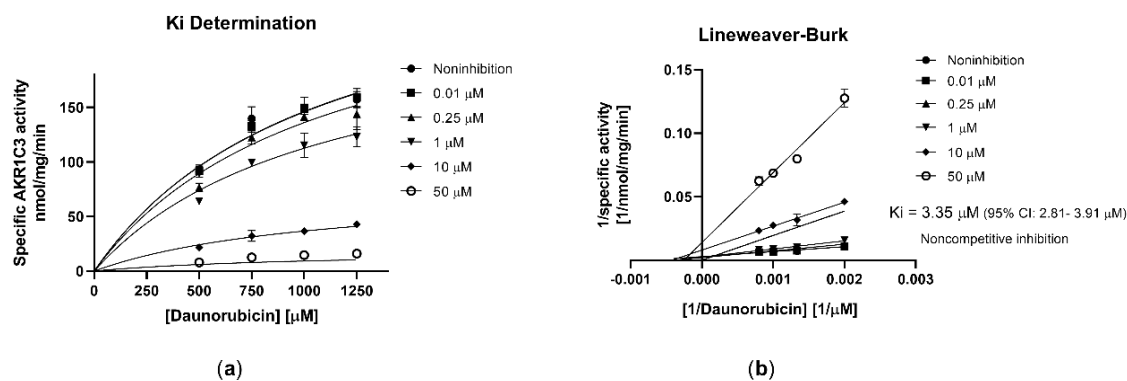 Ki Determination
Specific AKR1C3 activity
nmol/mg/min
150
100
50
0
0
250
500
750
1000
1250
[Daunorubicin] [μM]
Noninhibition
0.01 μM
0.25 μM
1 μM
10 μM
50 μM
(a)
Lineweaver-Burk
1/specific activity
[1/nmol/mg/min]
0.15
0.10
0.05
-0.001
0.000
0.001
0.002
0.003
[1/Daunorubicin] [1/μM]
Noninhibition
0.01 μM
0.25 μM
1 μM
10 μM
50 μM
Ki = 3.35 μM (95% CI: 2.81- 3.91 μM)
Noncompetitive inhibition
(b)